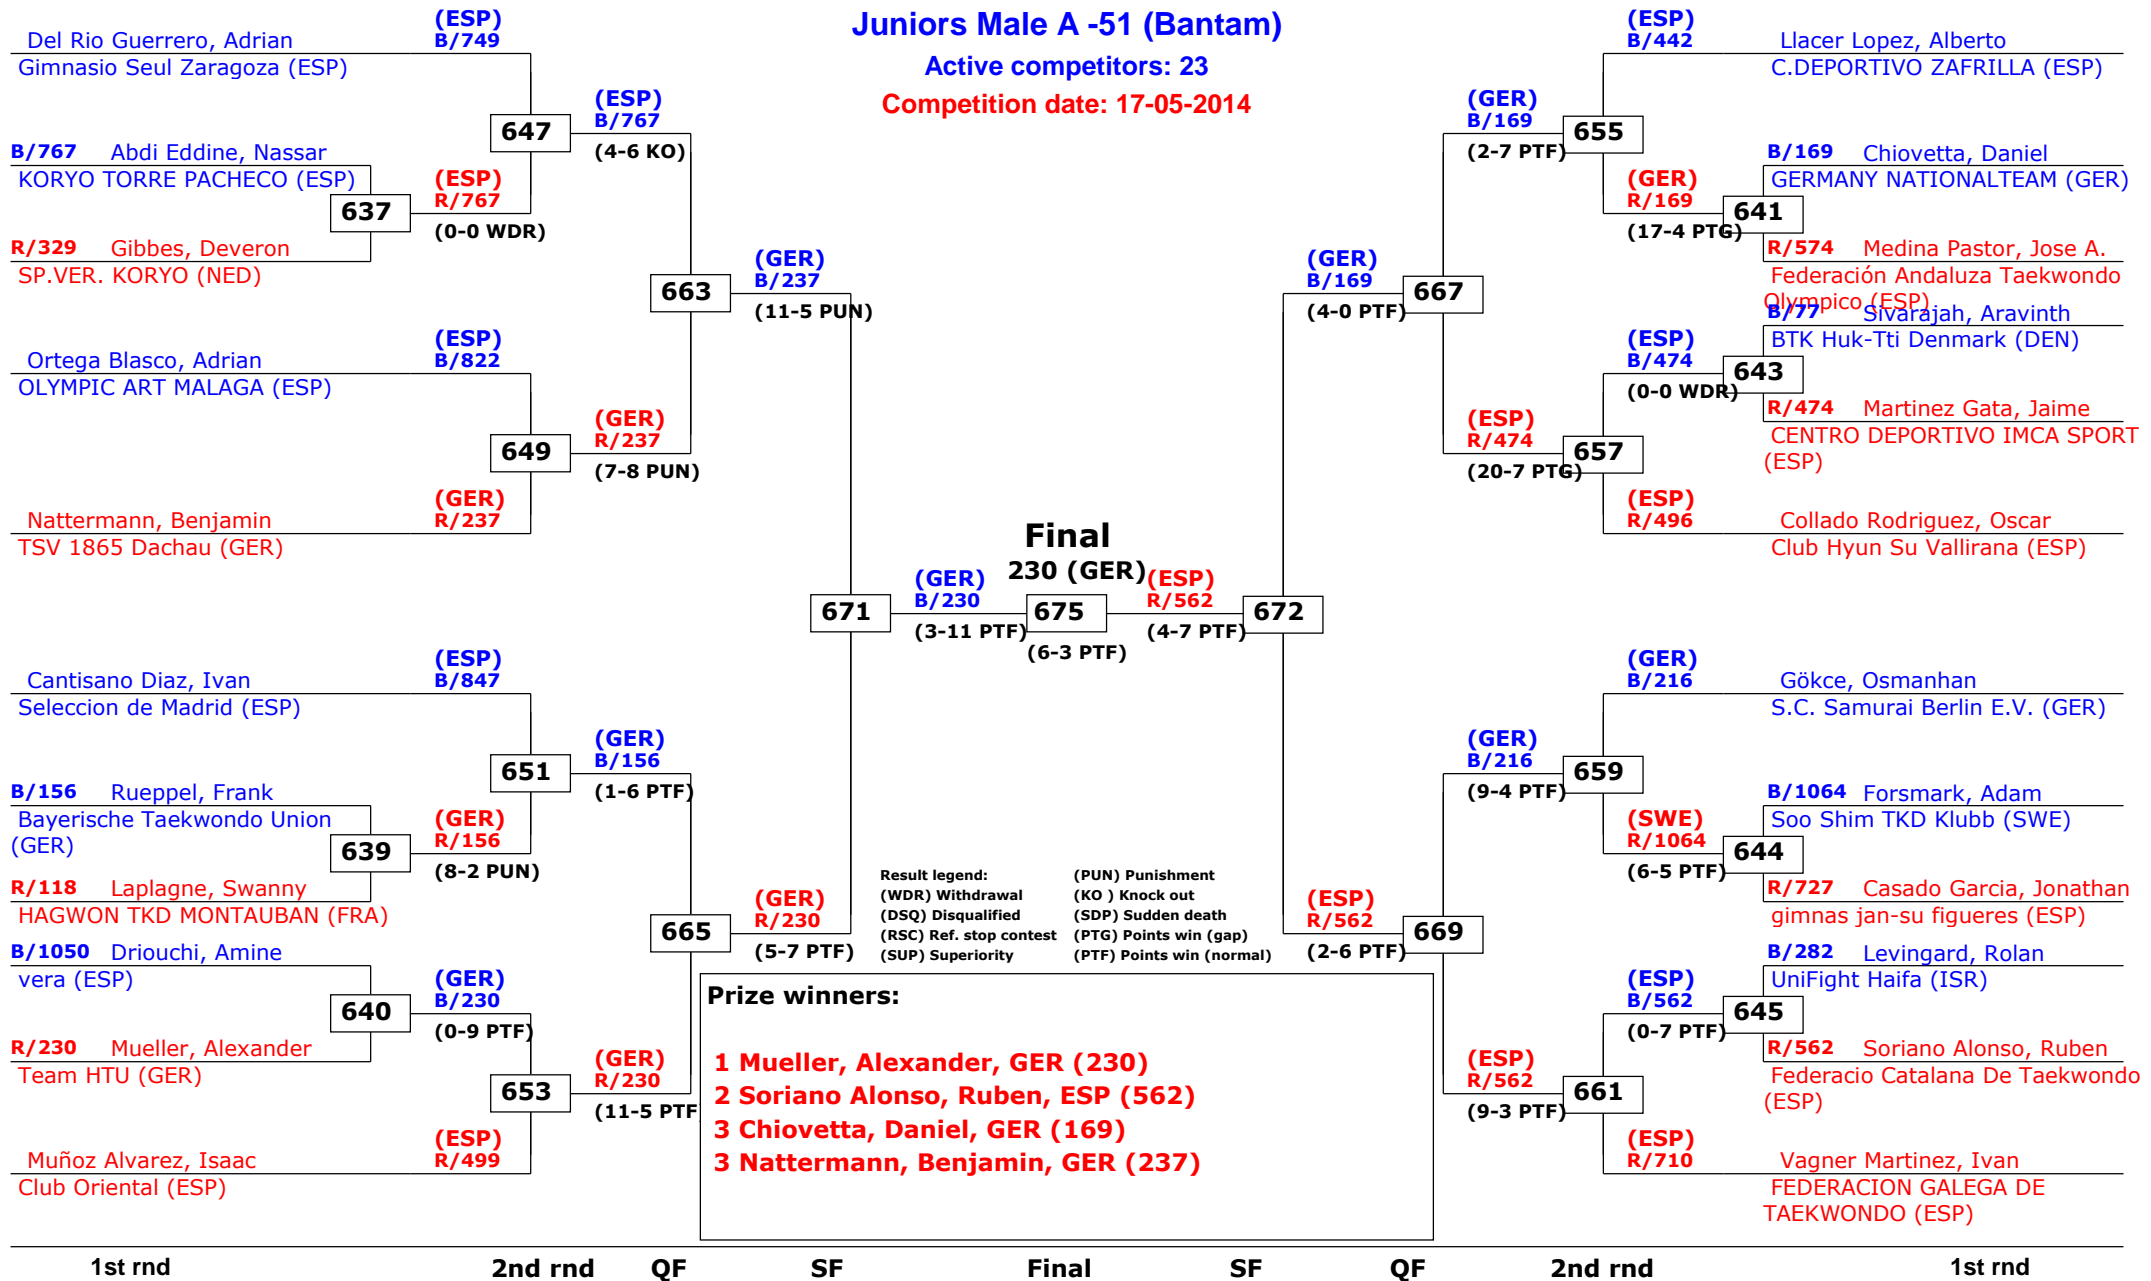 Juniors Male A -51 (Bantam)
Active competitors: 23
Competition date: 17-05-2014
(ESP)
B/749
Del Rio Guerrero, Adrian
Gimnasio Seul Zaragoza (ESP)
647
(ESP)
B/767
(4-6 KO)
B/767 Abdi Eddine, Nassar
KORYO TORRE PACHECO (ESP)
637
(ESP)
R/767
(0-0 WDR)
R/329 Gibbes, Deveron
SP.VER. KORYO (NED)
663
(GER)
B/237
(11-5 PUN)
(ESP)
B/822
Ortega Blasco, Adrian
OLYMPIC ART MALAGA (ESP)
649
(GER)
R/237
(7-8 PUN)
(GER)
R/237
Nattermann, Benjamin
TSV 1865 Dachau (GER)
671
(GER)
B/230
(3-11 PTF)
(ESP)
B/847
Cantisano Diaz, Ivan
Seleccion de Madrid (ESP)
651
(GER)
B/156
(1-6 PTF)
B/156 Rueppel, Frank
Bayerische Taekwondo Union
(GER)
639
(GER)
R/156
(8-2 PUN)
R/118 Laplagne, Swanny
HAGWON TKD MONTAUBAN (FRA)
665
(GER)
R/230
(5-7 PTF)
B/1050 Driouchi, Amine
vera (ESP)
640
(GER)
B/230
(0-9 PTF)
R/230 Mueller, Alexander
Team HTU (GER)
653
(GER)
R/230
(11-5 PTF
(ESP)
R/499
Muñoz Alvarez, Isaac
Club Oriental (ESP)
Final
230 (GER)
675
(6-3 PTF)
(ESP)
R/562
(4-7 PTF)
672
(ESP)
B/442
Llacer Lopez, Alberto
C.DEPORTIVO ZAFRILLA (ESP)
(GER)
B/169
(2-7 PTF)
655
B/169 Chiovetta, Daniel
GERMANY NATIONALTEAM (GER)
(GER)
R/169
(17-4 PTG)
641
R/574 Medina Pastor, Jose A.
Federación Andaluza Taekwondo
Olympico (ESP)
(GER)
B/169
(4-0 PTF)
667
B/77 Sivarajah, Aravinth
BTK Huk-Tti Denmark (DEN)
(ESP)
B/474
(0-0 WDR)
643
R/474 Martinez Gata, Jaime
CENTRO DEPORTIVO IMCA SPORT
(ESP)
(ESP)
R/474
(20-7 PTG)
657
(ESP)
R/496
Collado Rodriguez, Oscar
Club Hyun Su Vallirana (ESP)
(GER)
B/216
Gökce, Osmanhan
S.C. Samurai Berlin E.V. (GER)
(GER)
B/216
(9-4 PTF)
659
B/1064 Forsmark, Adam
Soo Shim TKD Klubb (SWE)
(SWE)
R/1064
(6-5 PTF)
644
R/727 Casado Garcia, Jonathan
gimnas jan-su figueres (ESP)
(ESP)
R/562
(2-6 PTF)
669
B/282 Levingard, Rolan
UniFight Haifa (ISR)
(ESP)
B/562
(0-7 PTF)
645
R/562 Soriano Alonso, Ruben
Federacio Catalana De Taekwondo
(ESP)
(ESP)
R/562
(9-3 PTF)
661
(ESP)
R/710
Vagner Martinez, Ivan
FEDERACION GALEGA DE
TAEKWONDO (ESP)
Result legend: (PUN) Punishment
(WDR) Withdrawal (KO ) Knock out
(DSQ) Disqualified (SDP) Sudden death
(RSC) Ref. stop contest (PTG) Points win (gap)
(SUP) Superiority (PTF) Points win (normal)
Prize winners:
1 Mueller, Alexander, GER (230)
2 Soriano Alonso, Ruben, ESP (562)
3 Chiovetta, Daniel, GER (169)
3 Nattermann, Benjamin, GER (237)
1st rnd 2nd rnd QF SF Final SF QF 2nd rnd 1st rnd